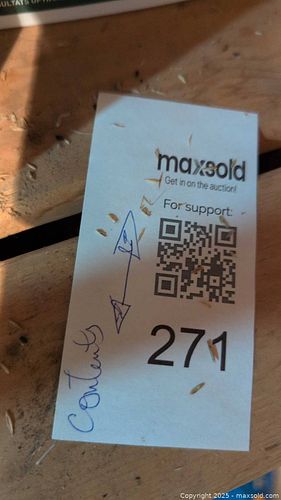 maxsold
Get in on the auction!
For support:
271
Contents
Copyright © 2025 - maxsold.com